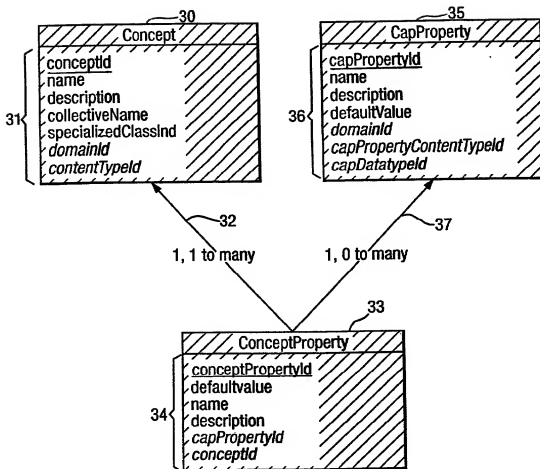 30
Concept
31
conceptId
name
description
collectiveName
specializedClassInd
domainId
contentTypeId
35
CapProperty
36
capPropertyId
name
description
defaultValue
domainId
capPropertyContentTypeId
capDatatypeId
32
1, 1 to many
37
1, 0 to many
33
ConceptProperty
34
conceptPropertyId
defaultvalue
name
description
capPropertyId
conceptId